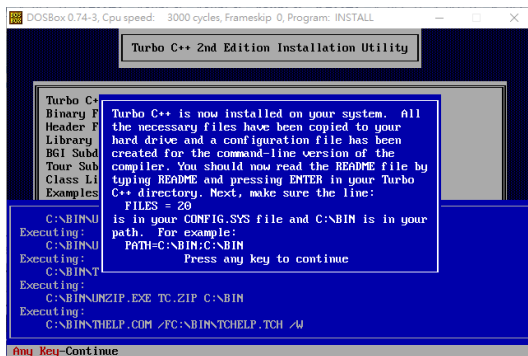 DOSBox 0.74-3, Cpu speed: 3000 cycles, Frameskip 0, Program: INSTALL
Turbo C++ 2nd Edition Installation Utility
Turbo C+
Binary F
Header F
Library
BGI Subd
Tour Sub
Class Li
Examples
Turbo C++ is now installed on your system. All
the necessary files have been copied to your
hard drive and a configuration file has been
created for the command-line version of the
compiler. You should now read the README file by
typing README and pressing ENTER in your Turbo
C++ directory. Next, make sure the line:
FILES = 20
is in your CONFIG.SYS file and C:\BIN is in your
path. For example:
PATH=C:\BIN;C:\BIN
Press any key to continue
C:\BIN\U
Executing:
C:\BIN\U
Executing:
C:\BIN\T
Executing:
C:\BIN\UNZIP.EXE TC.ZIP C:\BIN
Executing:
C:\BIN\THELP.COM /FC:\BIN\TCHELP.TCH /W
Any Key-Continue